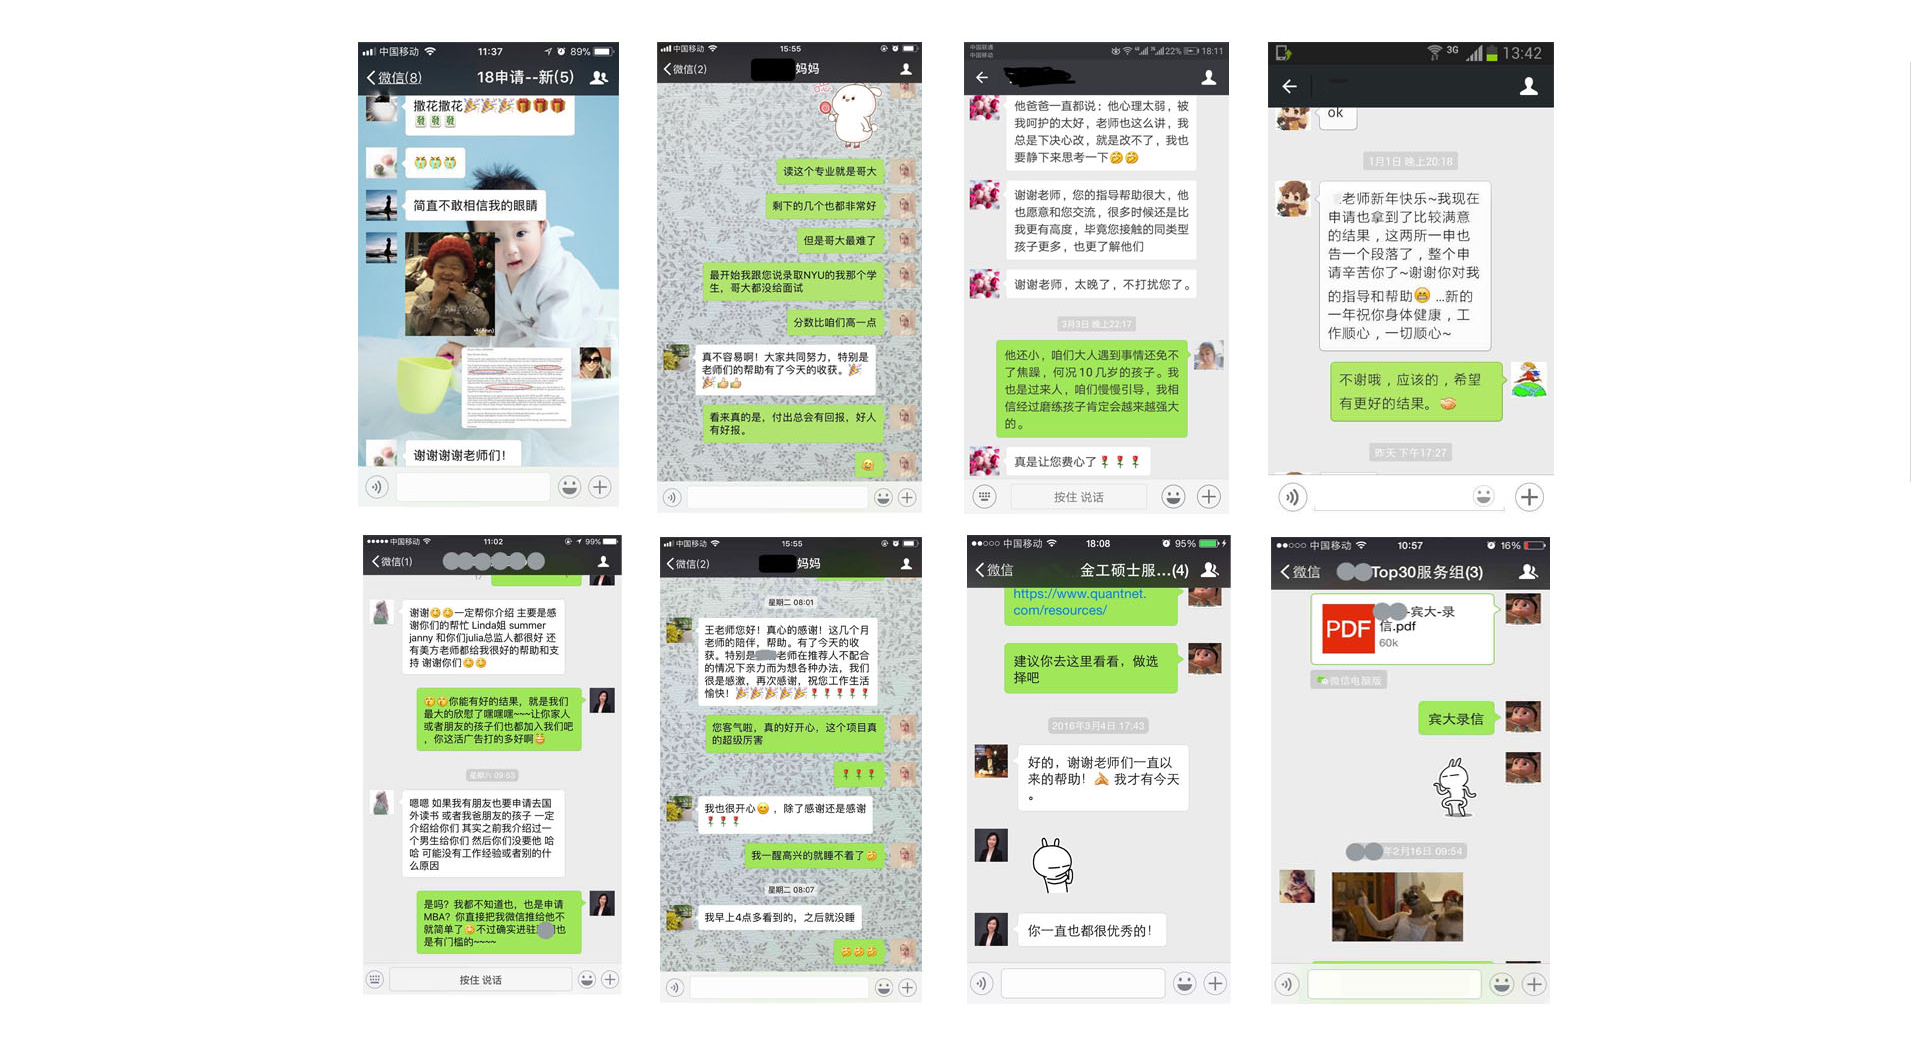 中国移动 11:37 89%
微信(8) 18申请--新(5)
撒花撒花🎉🎉🎉🎁🎁🎁
發 發 發
😭😭😭
简直不敢相信我的眼睛
谢谢谢谢老师们!
中国移动 15:55
微信(2) 妈妈
读这个专业就是哥大
剩下的几个也都非常好
但是哥大最难了
最开始我跟您说录取NYU的我那个学
生,哥大都没给面试
分数比咱们高一点
真不容易啊!大家共同努力,特别是
老师们的帮助有了今天的收获。🎉
🎉👍👍
看来真的是,付出总会有回报,好人
有好报。
中国联通
中国移动
22% 18:11
他爸爸一直都说:他心理太弱,被
我呵护的太好,老师也这么讲,我
总是下决心改,就是改不了,我也
要静下来思考一下🤔🤔
谢谢老师,您的指导帮助很大,他
也愿意和您交流,很多时候还是比
我更有高度,毕竟您接触的同类型
孩子更多,也更了解他们
谢谢老师,太晚了,不打扰您了。
3月3日 晚上22:17
他还小,咱们大人遇到事情还免不
了焦躁,何况10几岁的孩子。我
也是过来人,咱们慢慢引导,我相
信经过磨练孩子肯定会越来越强大
的。
真是让您费心了🌹🌹🌹
按住 说话
3G 13:42
ok
1月1日 晚上20:18
老师新年快乐~我现在
申请也拿到了比较满意
的结果,这两所一申也
告一个段落了,整个申
请辛苦你了~谢谢你对我
的指导和帮助😁...新的
一年祝你身体健康,工
作顺心,一切顺心~
不谢哦,应该的,希望
有更好的结果。
昨天 下午17:27
中国移动 11:02 99%
微信(1)
谢谢😊😊一定帮你介绍 主要是感
谢你们的帮忙 Linda姐 summer
janny 和你们julia总监人都很好 还
有美方老师都给我很好的帮助和支
持 谢谢你们😊😊
你能有好的结果,就是我们
最大的欣慰了嘿嘿嘿~~~让你家人
或者朋友的孩子们也都加入我们吧
,你这活广告打的多好啊
星期六 09:53
嗯嗯 如果我有朋友也要申请去国
外读书 或者我爸朋友的孩子 一定
介绍给你们 其实之前我介绍过一
个男生给你们 然后你们没要他 哈
哈 可能没有工作经验或者别的什
么原因
是吗?我都不知道也,也是申请
MBA?你直接把我微信推给他不
就简单了 不过确实进驻 也
是有门槛的~~~~
按住 说话
中国移动 15:55
微信(2) 妈妈
星期二 08:01
王老师您好!真心的感谢!这几个月
老师的陪伴,帮助。有了今天的收
获。特别是 老师在推荐人不配合
的情况下亲力而为想各种办法,我们
很是感激,再次感谢,祝您工作生活
愉快!🎉🎉🎉🎉🎉🌹🌹🌹🌹🌹
您客气啦,真的好开心,这个项目真
的超级厉害
🌹🌹🌹
我也很开心😊,除了感谢还是感谢
🌹🌹🌹
我一醒高兴的就睡不着了
星期二 08:07
我早上4点多看到的,之后就没睡
中国移动 18:08 95%
微信 金工硕士服...(4)
https://www.quantnet.
com/resources/
建议你去这里看看,做选
择吧
2016年3月4日 17:43
好的,谢谢老师们一直以
来的帮助!🙏 我才有今天
。
你一直也都很优秀的!
中国移动 10:57 16%
微信 Top30服务组(3)
PDF -宾大-录
信.pdf
60k
微信电脑版
宾大录信
年2月16日 09:54